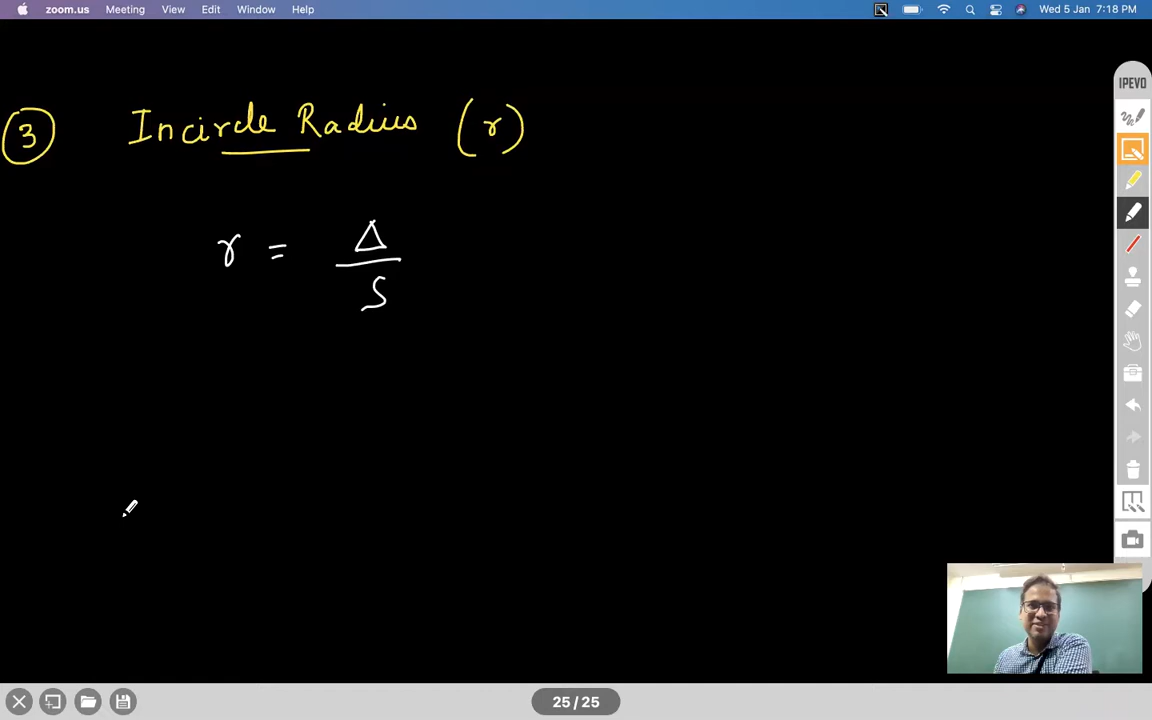 zoom.us Meeting View Edit Window Help Wed 5 Jan 7:18 PM
IPEVO
3 Incircle Radius (r)
r = Δ
S
25/25